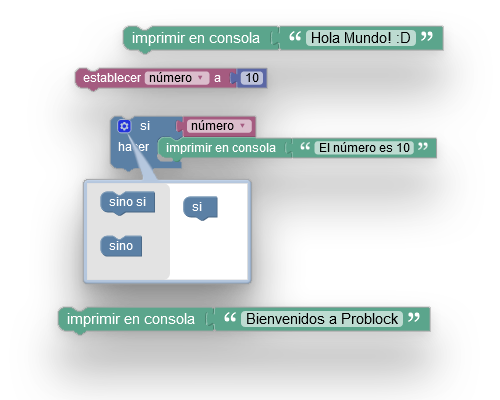 imprimir en consola “ Hola Mundo! :D ”
establecer número a 10
si número
hacer imprimir en consola “ El número es 10 ”
sino si
si
sino
imprimir en consola “ Bienvenidos a Problock ”